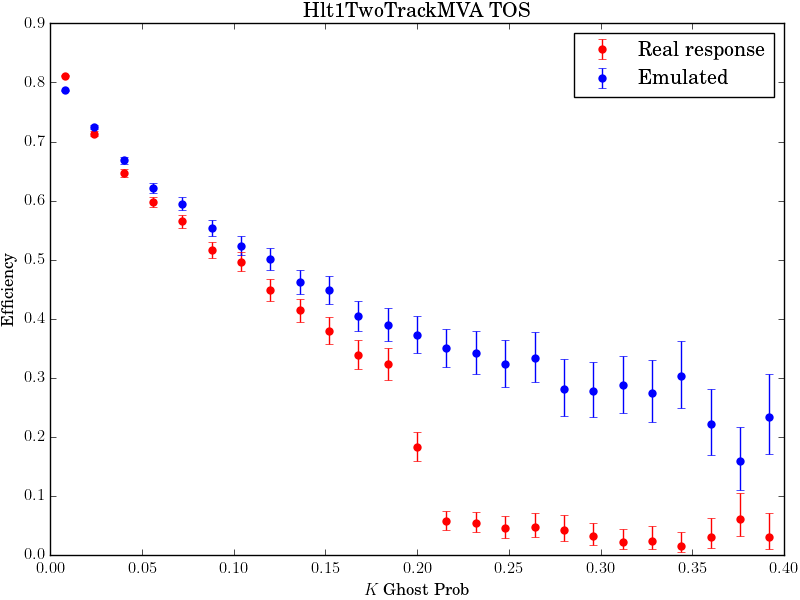 Hlt1TwoTrackMVA TOS
Real response
Emulated
Efficiency
0.9
0.8
0.7
0.6
0.5
0.4
0.3
0.2
0.1
0.0
0.00 0.05 0.10 0.15 0.20 0.25 0.30 0.35 0.40
K Ghost Prob